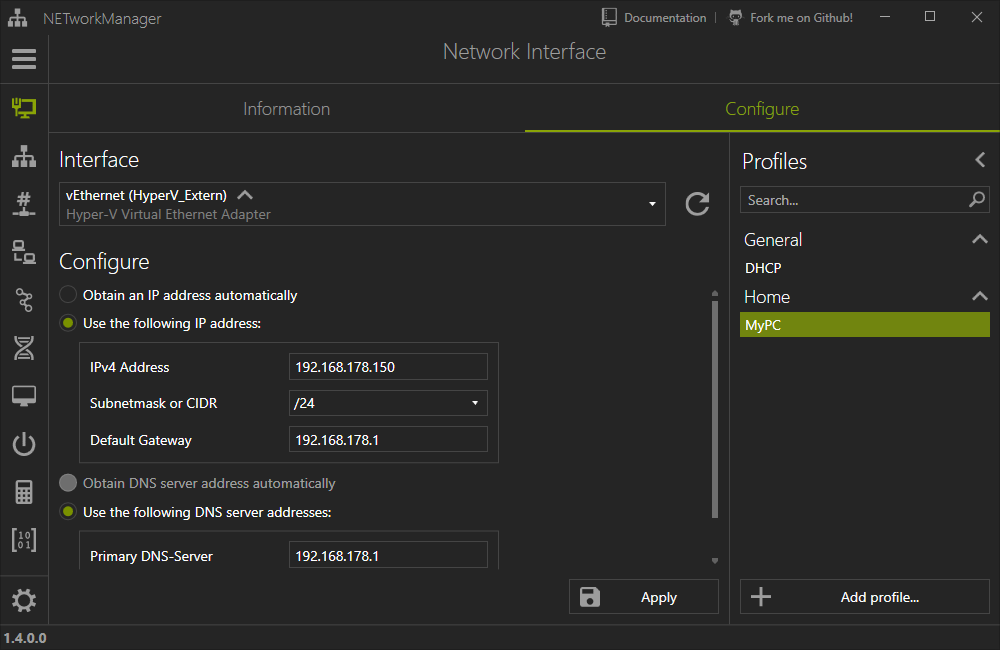 NETworkManager
Documentation
Fork me on Github!
Network Interface
Information
Configure
Interface
vEthernet (HyperV_Extern)
Hyper-V Virtual Ethernet Adapter
Configure
Obtain an IP address automatically
Use the following IP address:
IPv4 Address
192.168.178.150
Subnetmask or CIDR
/24
Default Gateway
192.168.178.1
Obtain DNS server address automatically
Use the following DNS server addresses:
Primary DNS-Server
192.168.178.1
Apply
Profiles
Search...
General
DHCP
Home
MyPC
Add profile...
1.4.0.0
#
10
01